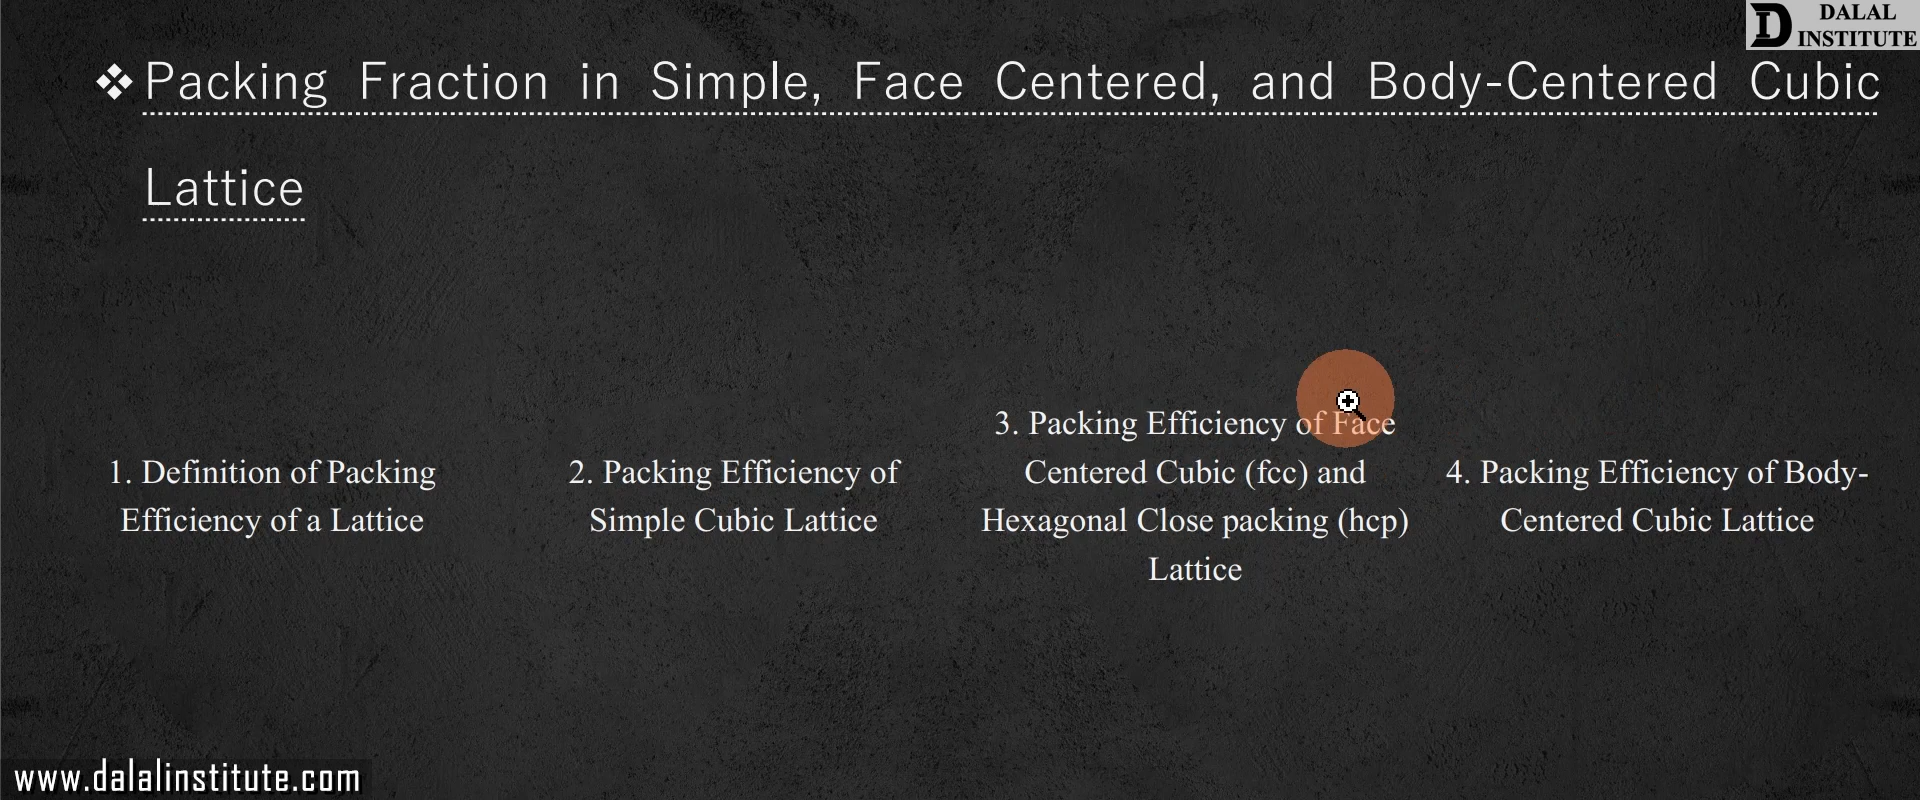 DALAL
INSTITUTE
Packing Fraction in Simple, Face Centered, and Body-Centered Cubic
Lattice
1. Definition of Packing
Efficiency of a Lattice
2. Packing Efficiency of
Simple Cubic Lattice
3. Packing Efficiency of Face
Centered Cubic (fcc) and
Hexagonal Close packing (hcp)
Lattice
4. Packing Efficiency of Body-
Centered Cubic Lattice
www.dalalinstitute.com